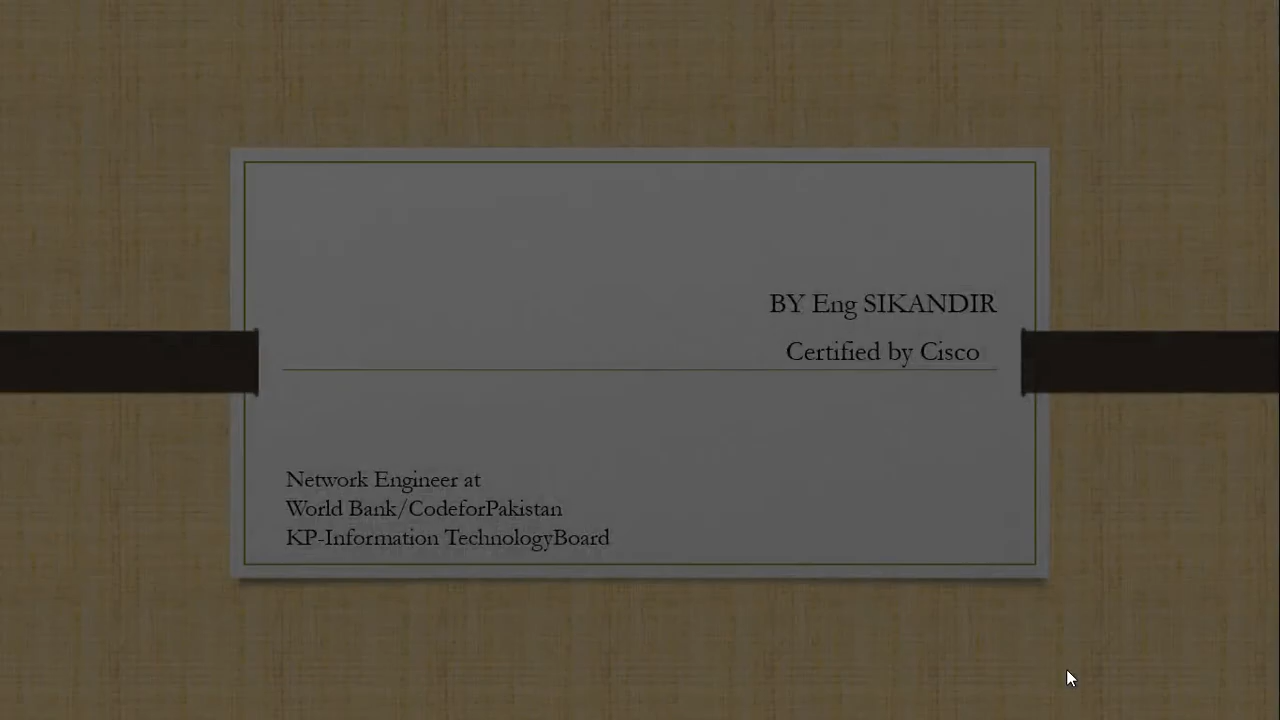 BY Eng SIKANDIR
Certified by Cisco
Network Engineer at
World Bank/CodeforPakistan
KP-Information TechnologyBoard